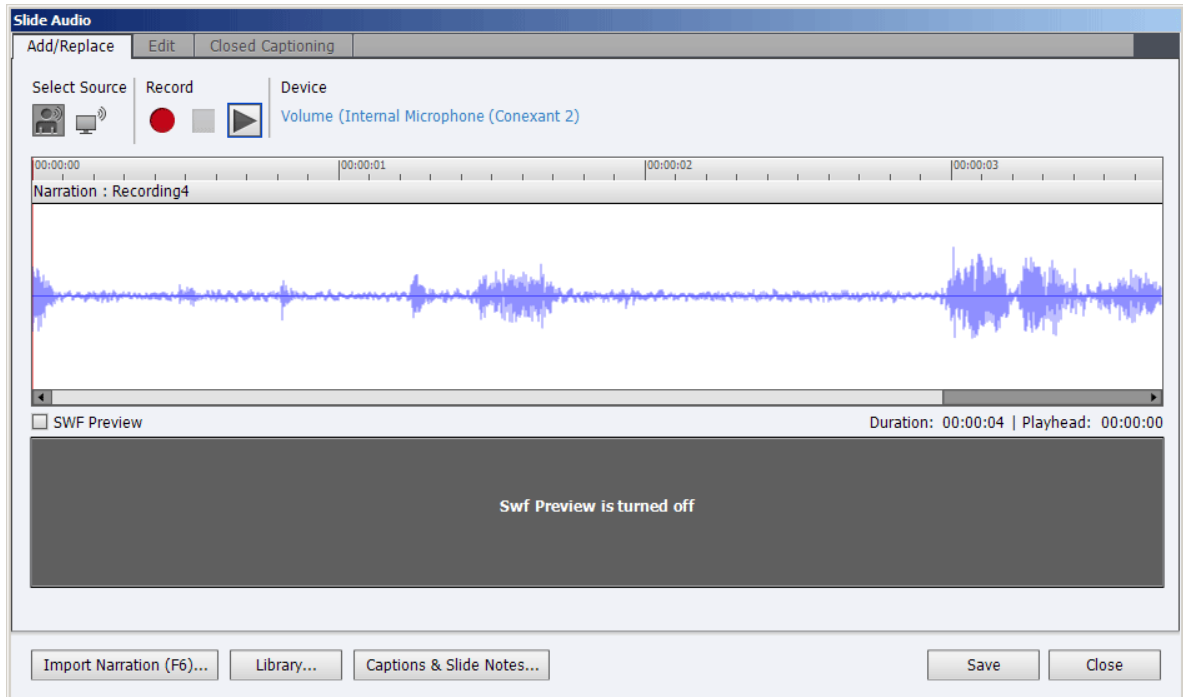 Slide Audio
Add/Replace Edit Closed Captioning
Select Source Record Device
Volume (Internal Microphone (Conexant 2)
00:00:00 00:00:01 00:00:02 00:00:03
Narration : Recording4
SWF Preview Duration: 00:00:04 | Playhead: 00:00:00
Swf Preview is turned off
Import Narration (F6)... Library... Captions & Slide Notes... Save Close